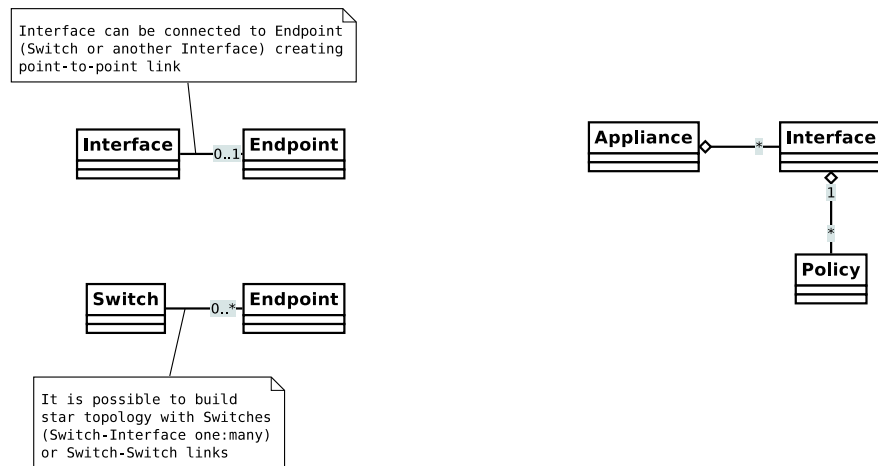 Interface can be connected to Endpoint
(Switch or another Interface) creating
point-to-point link
Interface
0..1
Endpoint
Appliance
*
Interface
1
*
Policy
Switch
0..*
Endpoint
It is possible to build
star topology with Switches
(Switch-Interface one:many)
or Switch-Switch links